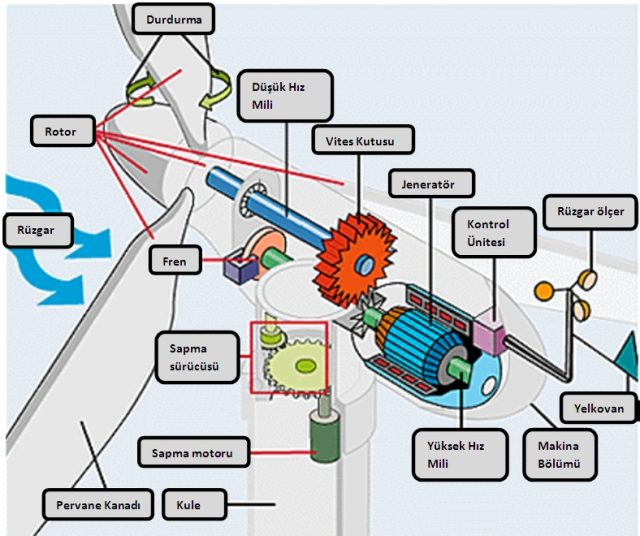 Durdurma
Düşük Hız
Mili
Rotor
Vites Kutusu
Jeneratör
Kontrol
Ünitesi
Rüzgar ölçer
Rüzgar
Fren
Sapma
sürücüsü
Yelkovan
Sapma motoru
Yüksek Hız
Mili
Makina
Bölümü
Pervane Kanadı
Kule